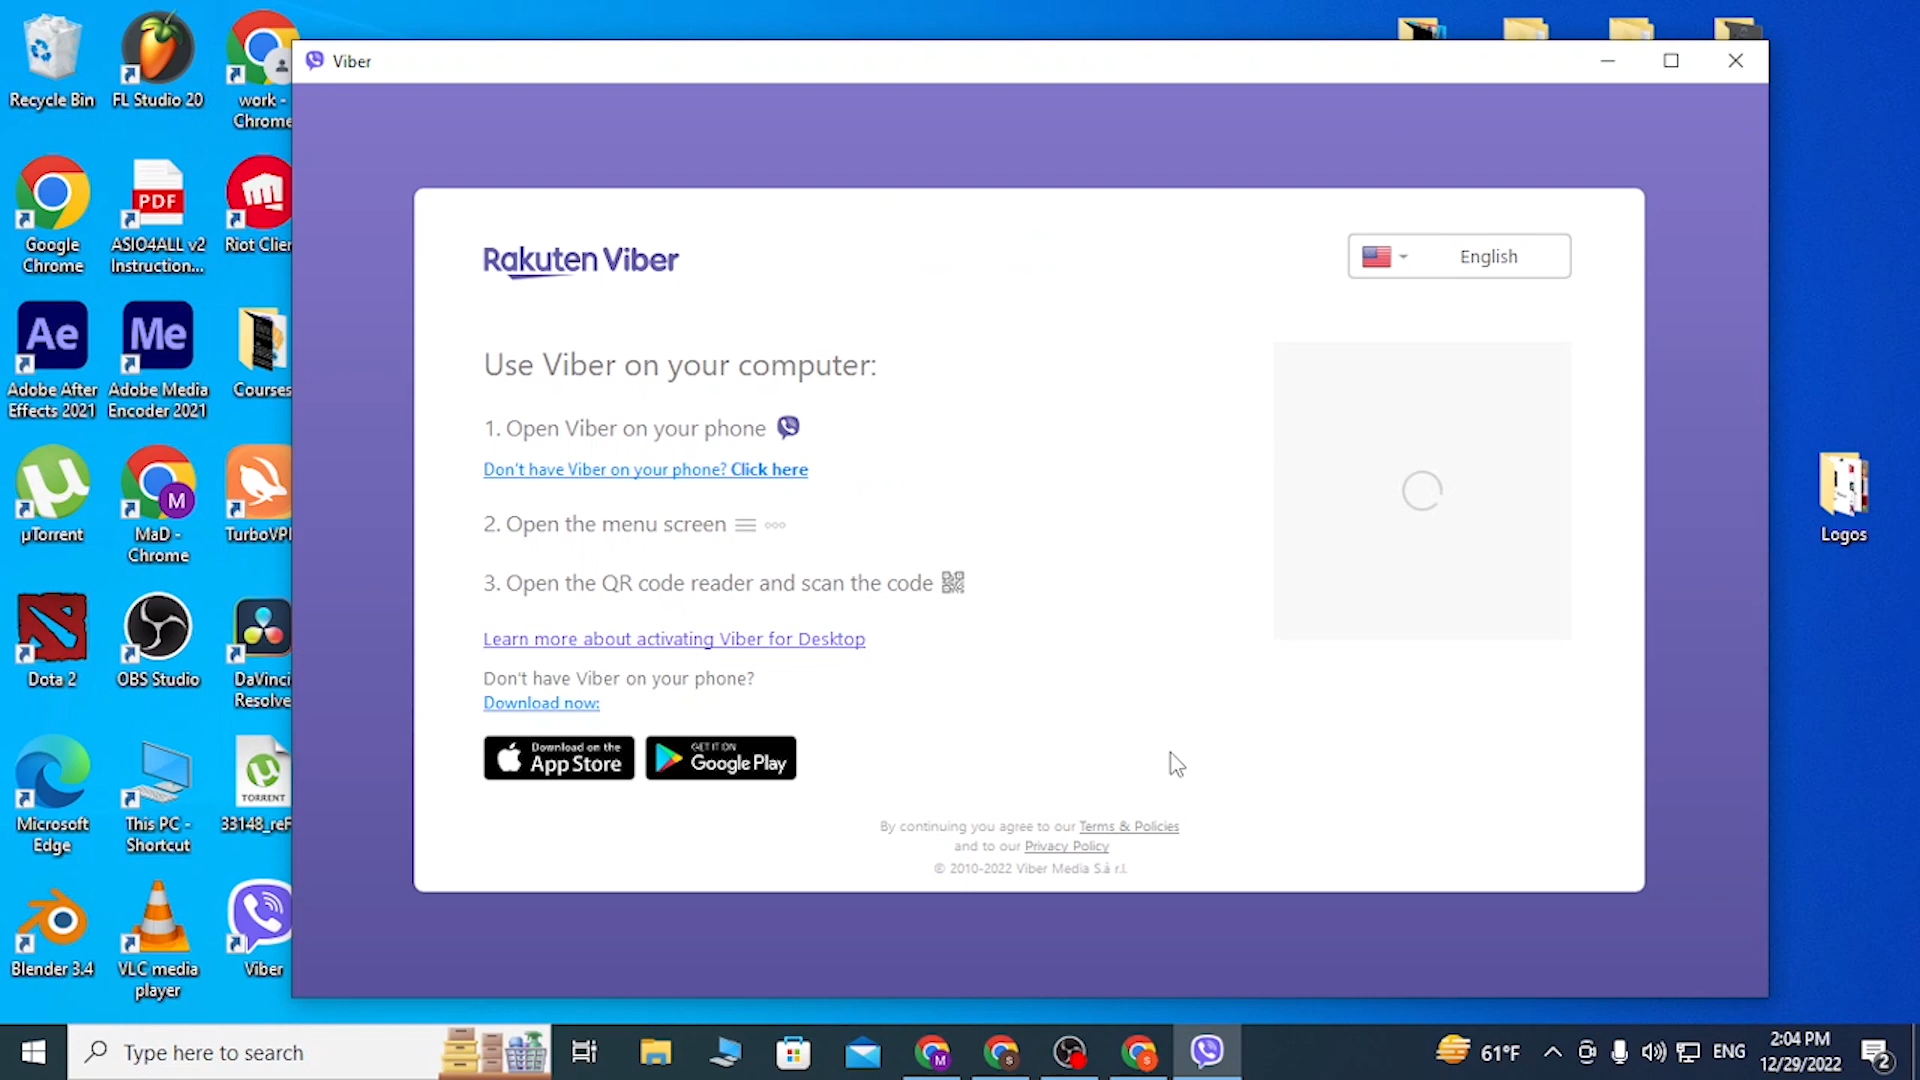 Recycle Bin
FL Studio 20
work -
Chrome
Google
Chrome
PDF
ASIO4ALL v2
Instruction...
Riot Clien
Ae
Adobe After
Effects 2021
Me
Adobe Media
Encoder 2021
Courses
µTorrent
M
MaD -
Chrome
TurboVPN
Dota 2
OBS Studio
DaVinci
Resolve
Microsoft
Edge
This PC -
Shortcut
TORRENT
33148_reF
Blender 3.4
VLC media
player
Viber
Logos
Viber
Rakuten Viber
English
Use Viber on your computer:
1. Open Viber on your phone
Don't have Viber on your phone? Click here
2. Open the menu screen
3. Open the QR code reader and scan the code
Learn more about activating Viber for Desktop
Don't have Viber on your phone?
Download now:
Download on the
App Store
GET IT ON
Google Play
By continuing you agree to our Terms & Policies
and to our Privacy Policy
© 2010-2022 Viber Media S.à r.l.
Type here to search
M
S
S
61°F
ENG
2:04 PM
12/29/2022
2